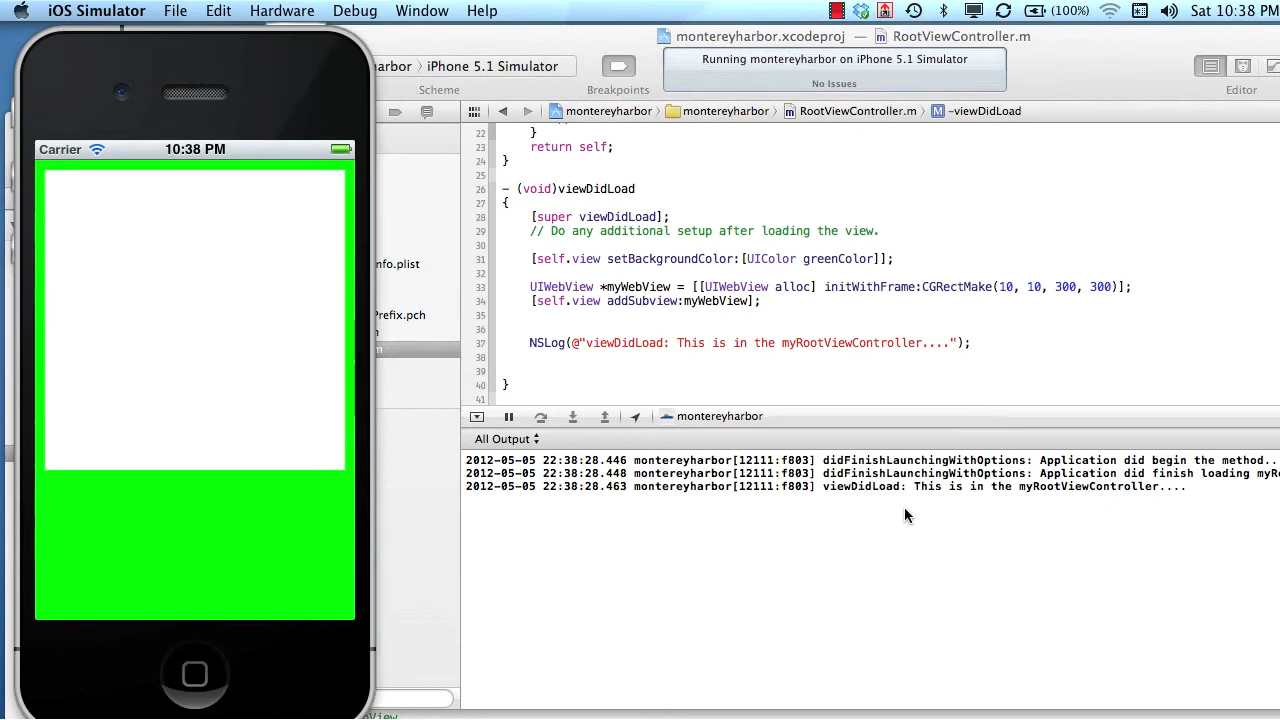 iOS Simulator File Edit Hardware Debug Window Help (100%) Sat 10:38 PM
montereyharbor.xcodeproj — RootViewController.m
arbor › iPhone 5.1 Simulator
Running montereyharbor on iPhone 5.1 Simulator
No Issues
Scheme Breakpoints Editor
montereyharbor montereyharbor RootViewController.m M -viewDidLoad
Carrier 10:38 PM
nfo.plist
Prefix.pch
m
m
22 }
23 return self;
24 }
25
26 - (void)viewDidLoad
27 {
28 [super viewDidLoad];
29 // Do any additional setup after loading the view.
30
31 [self.view setBackgroundColor:[UIColor greenColor]];
32
33 UIWebView *myWebView = [[UIWebView alloc] initWithFrame:CGRectMake(10, 10, 300, 300)];
34 [self.view addSubview:myWebView];
35
36
37 NSLog(@"viewDidLoad: This is in the myRootViewController....");
38
39
40 }
41
montereyharbor
All Output
2012-05-05 22:38:28.446 montereyharbor[12111:f803] didFinishLaunchingWithOptions: Application did begin the method..
2012-05-05 22:38:28.448 montereyharbor[12111:f803] didFinishLaunchingWithOptions: Application did finish loading myR
2012-05-05 22:38:28.463 montereyharbor[12111:f803] viewDidLoad: This is in the myRootViewController....